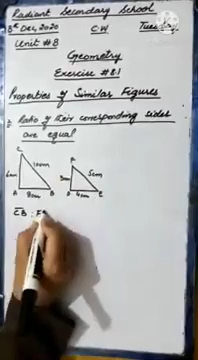 Radiant Secondary School
8th Dec, 2020 C.W Tuesday
Unit #8
Geometry
Exercise #8.1
Properties of Similar Figures
Ratio of their corresponding sides
are equal
C
F
6cm 10cm
3cm 5cm
A 8cm B
D 4cm E
CB : F